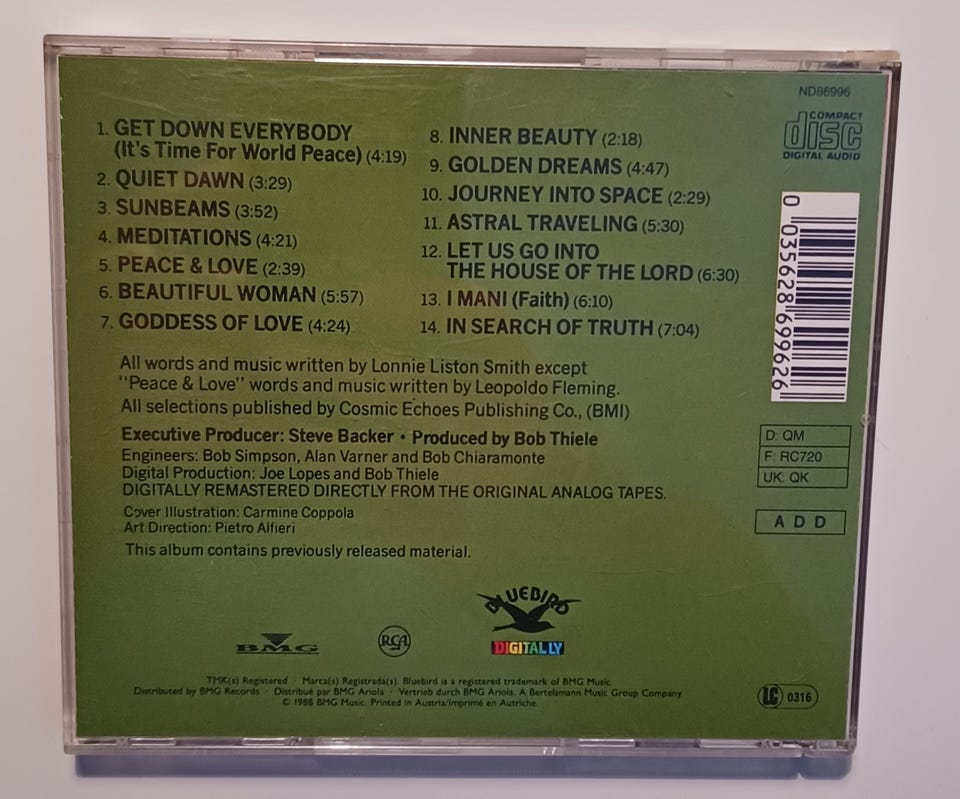 ND86996
COMPACT
disc
DIGITAL AUDIO
1. GET DOWN EVERYBODY
(It's Time For World Peace) (4:19)
2. QUIET DAWN (3:29)
3. SUNBEAMS (3:52)
4. MEDITATIONS (4:21)
5. PEACE & LOVE (2:39)
6. BEAUTIFUL WOMAN (5:57)
7. GODDESS OF LOVE (4:24)
8. INNER BEAUTY (2:18)
9. GOLDEN DREAMS (4:47)
10. JOURNEY INTO SPACE (2:29)
11. ASTRAL TRAVELING (5:30)
12. LET US GO INTO
THE HOUSE OF THE LORD (6:30)
13. I MANI (Faith) (6:10)
14. IN SEARCH OF TRUTH (7:04)
0 035628 699626
All words and music written by Lonnie Liston Smith except
"Peace & Love" words and music written by Leopoldo Fleming.
All selections published by Cosmic Echoes Publishing Co., (BMI)
Executive Producer: Steve Backer • Produced by Bob Thiele
Engineers: Bob Simpson, Alan Varner and Bob Chiaramonte
Digital Production: Joe Lopes and Bob Thiele
DIGITALLY REMASTERED DIRECTLY FROM THE ORIGINAL ANALOG TAPES.
Cover Illustration: Carmine Coppola
Art Direction: Pietro Alfieri
This album contains previously released material.
D: QM
F: RC720
UK: QK
ADD
BMG
RCA
BLUEBIRD
DIGITALLY
TMK(s) Registered · Marca(s) Registrada(s). Bluebird is a registered trademark of BMG Music.
Distributed by BMG Records · Distribué par BMG Ariola · Vertrieb durch BMG Ariola. A Bertelsmann Music Group Company.
© 1988 BMG Music. Printed in Austria/Imprimé en Autriche.
LC 0316